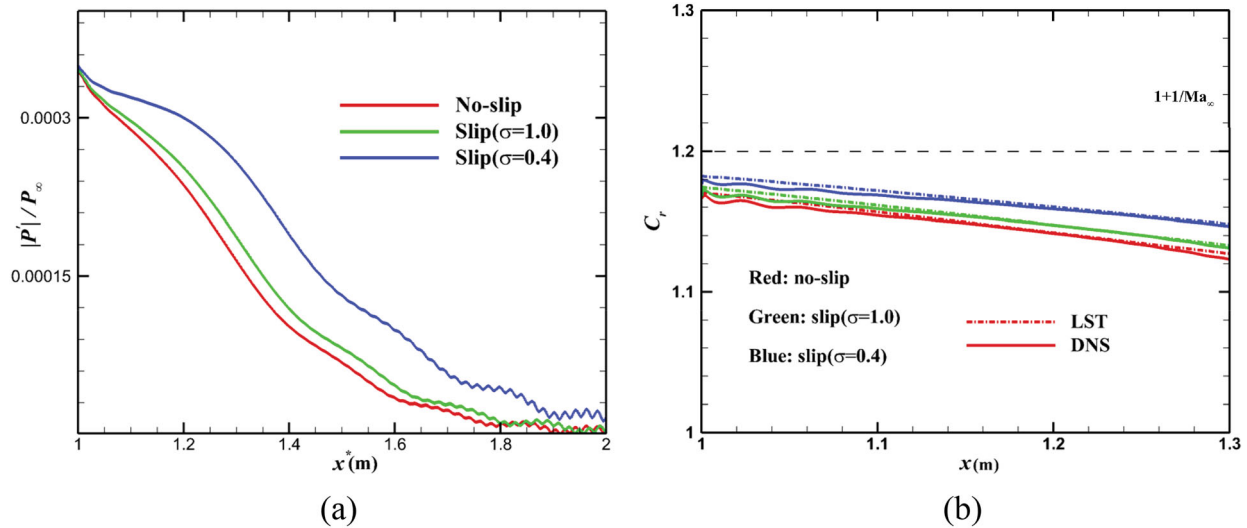 No-slip
Slip(σ=1.0)
Slip(σ=0.4)
0.0003
0.00015
|P'| / P∞
1
1.2
1.4
1.6
1.8
2
x*(m)
(a)
1.3
1.2
1.1
1
Cr
1+1/Ma∞
Red: no-slip
Green: slip(σ=1.0)
Blue: slip(σ=0.4)
LST
DNS
1
1.1
1.2
1.3
x(m)
(b)